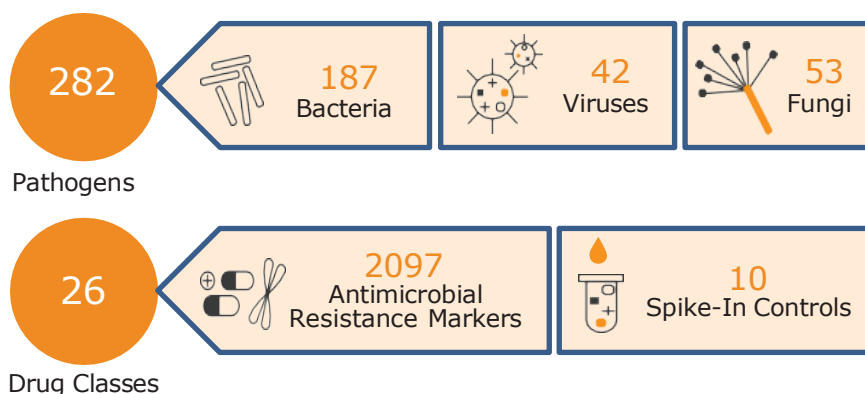 282
Pathogens
187
Bacteria
42
Viruses
53
Fungi
26
Drug Classes
2097
Antimicrobial
Resistance Markers
10
Spike-In Controls